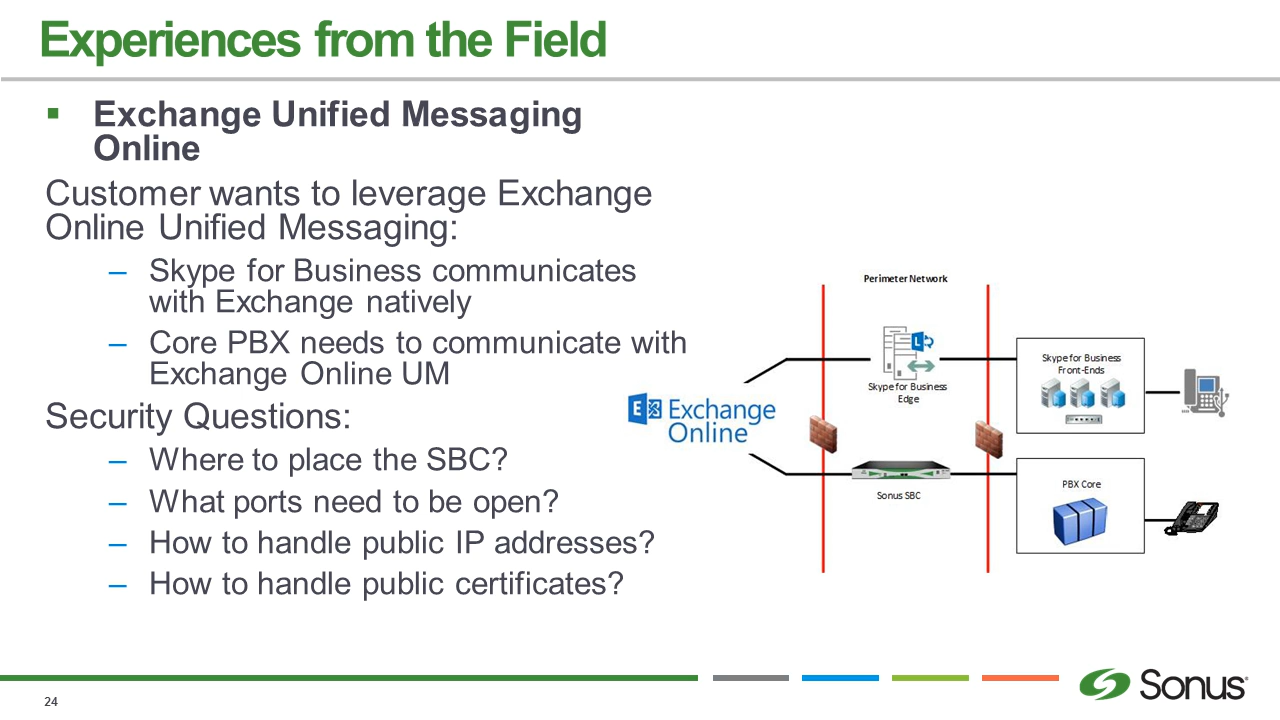 Experiences from the Field
Exchange Unified Messaging
Online
Customer wants to leverage Exchange
Online Unified Messaging:
– Skype for Business communicates
with Exchange natively
– Core PBX needs to communicate with
Exchange Online UM
Security Questions:
– Where to place the SBC?
– What ports need to be open?
– How to handle public IP addresses?
– How to handle public certificates?
Perimeter Network
Skype for Business
Edge
Skype for Business
Front-Ends
Exchange
Online
Sonus SBC
PBX Core
24
Sonus